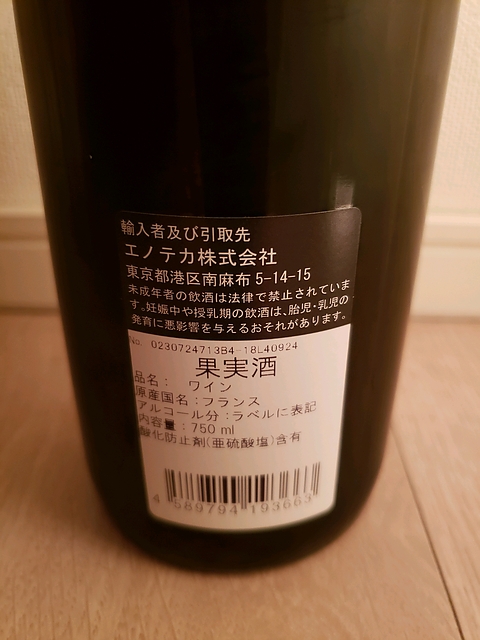 輸入者及び引取先
エノテカ株式会社
東京都港区南麻布 5-14-15
未成年者の飲酒は法律で禁止されていま
す。妊娠中や授乳期の飲酒は、胎児・乳児の
発育に悪影響を与えるおそれがあります。
No. 0230724713B4-18L40924
果実酒
品名： ワイン
原産国名：フランス
アルコール分：ラベルに表記
内容量：750 ml
酸化防止剤(亜硫酸塩)含有
4 589794 193663